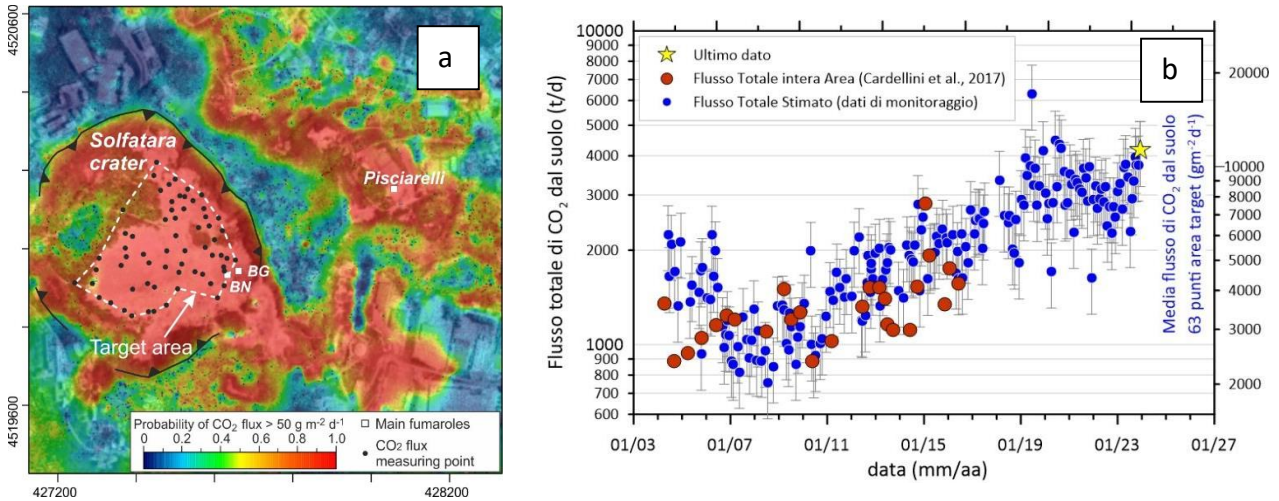 4520600
4519600
a
Solfatara
crater
Pisciarelli
BG
BN
Target area
Probability of CO₂ flux > 50 g m⁻² d⁻¹
0 0.2 0.4 0.6 0.8 1.0
Main fumaroles
CO₂ flux
measuring point
427200
428200
b
Ultimo dato
Flusso Totale intera Area (Cardellini et al., 2017)
Flusso Totale Stimato (dati di monitoraggio)
Flusso totale di CO₂ dal suolo (t/d)
10000
9000
8000
7000
6000
5000
4000
3000
2000
1000
900
800
700
600
01/03 01/07 01/11 01/15 01/19 01/23 01/27
data (mm/aa)
20000
10000
9000
8000
7000
6000
5000
4000
3000
2000
Media flusso di CO₂ dal suolo
63 punti area target (gm⁻²d⁻¹)